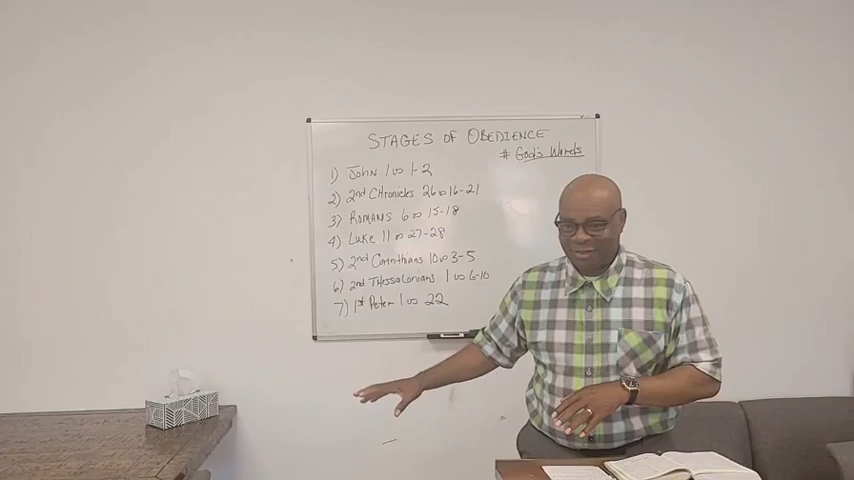 STAGES OF OBEDIENCE
# God's Words
1) John 1 vs 1-2
2) 2nd Chronicles 26 vs 16-21
3) Romans 6 vs 15-18
4) Luke 11 vs 27-28
5) 2nd Corinthians 10 vs 3-5
6) 2nd Thessalonians 1 vs 6-10
7) 1st Peter 1 vs 22